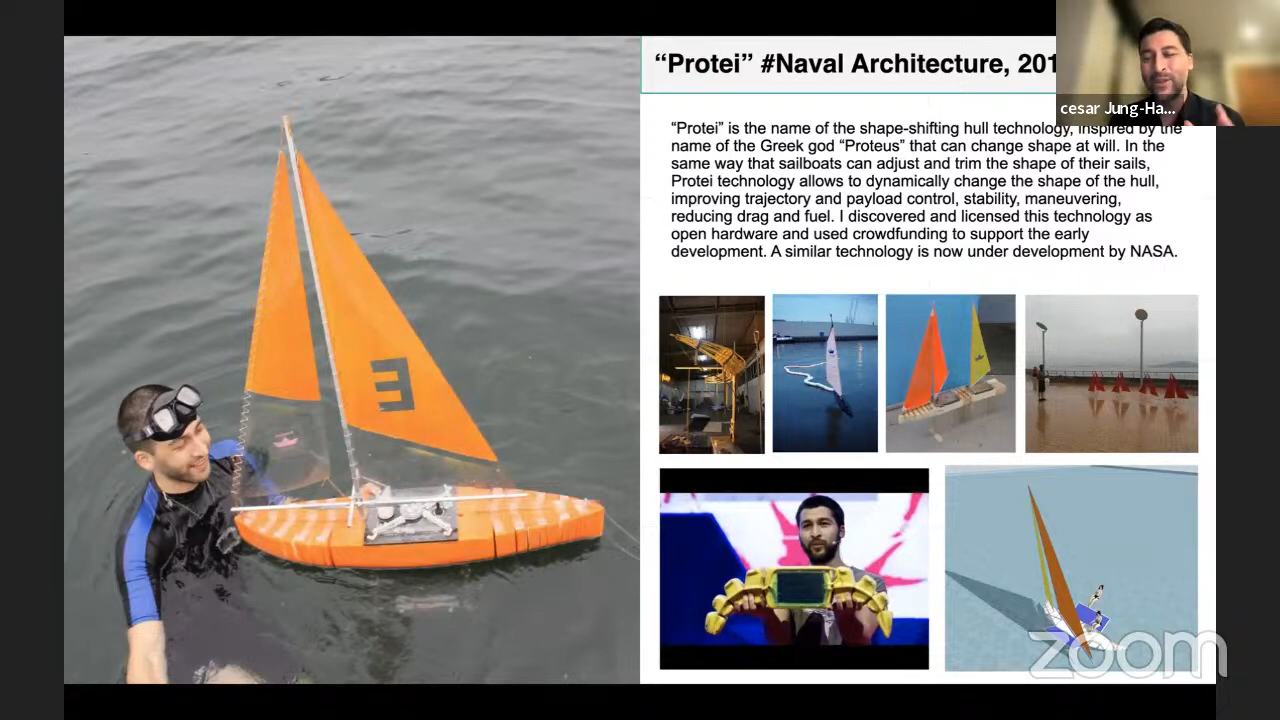 “Protei” #Naval Architecture, 201
cesar Jung-Ha...
“Protei” is the name of the shape-shifting hull technology, inspired by the
name of the Greek god “Proteus” that can change shape at will. In the
same way that sailboats can adjust and trim the shape of their sails,
Protei technology allows to dynamically change the shape of the hull,
improving trajectory and payload control, stability, maneuvering,
reducing drag and fuel. I discovered and licensed this technology as
open hardware and used crowdfunding to support the early
development. A similar technology is now under development by NASA.
zoom